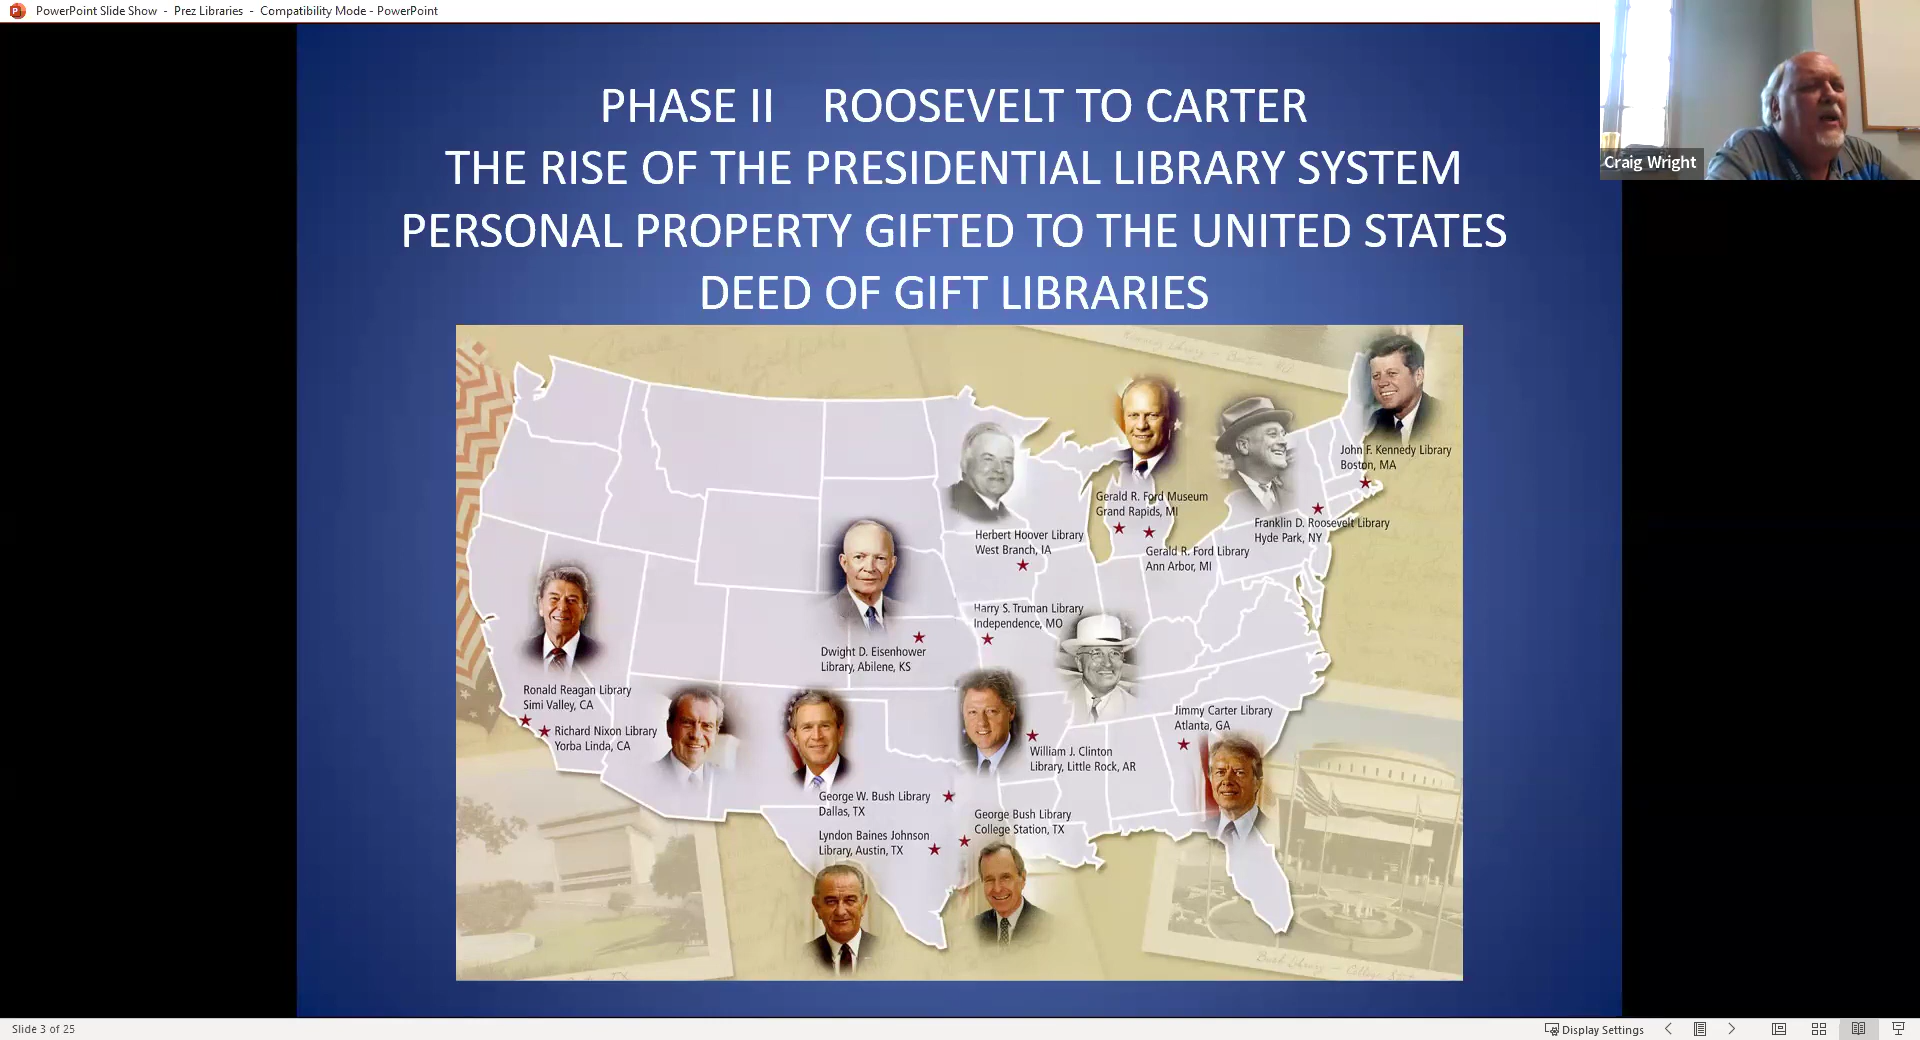 PowerPoint Slide Show - Prez Libraries - Compatibility Mode - PowerPoint
Craig Wright
PHASE II ROOSEVELT TO CARTER
THE RISE OF THE PRESIDENTIAL LIBRARY SYSTEM
PERSONAL PROPERTY GIFTED TO THE UNITED STATES
DEED OF GIFT LIBRARIES
John F. Kennedy Library
Boston, MA
Gerald R. Ford Museum
Grand Rapids, MI
Franklin D. Roosevelt Library
Hyde Park, NY
Herbert Hoover Library
West Branch, IA
Gerald R. Ford Library
Ann Arbor, MI
Harry S. Truman Library
Independence, MO
Dwight D. Eisenhower
Library, Abilene, KS
Ronald Reagan Library
Simi Valley, CA
Richard Nixon Library
Yorba Linda, CA
Jimmy Carter Library
Atlanta, GA
William J. Clinton
Library, Little Rock, AR
George W. Bush Library
Dallas, TX
George Bush Library
College Station, TX
Lyndon Baines Johnson
Library, Austin, TX
Slide 3 of 25
Display Settings